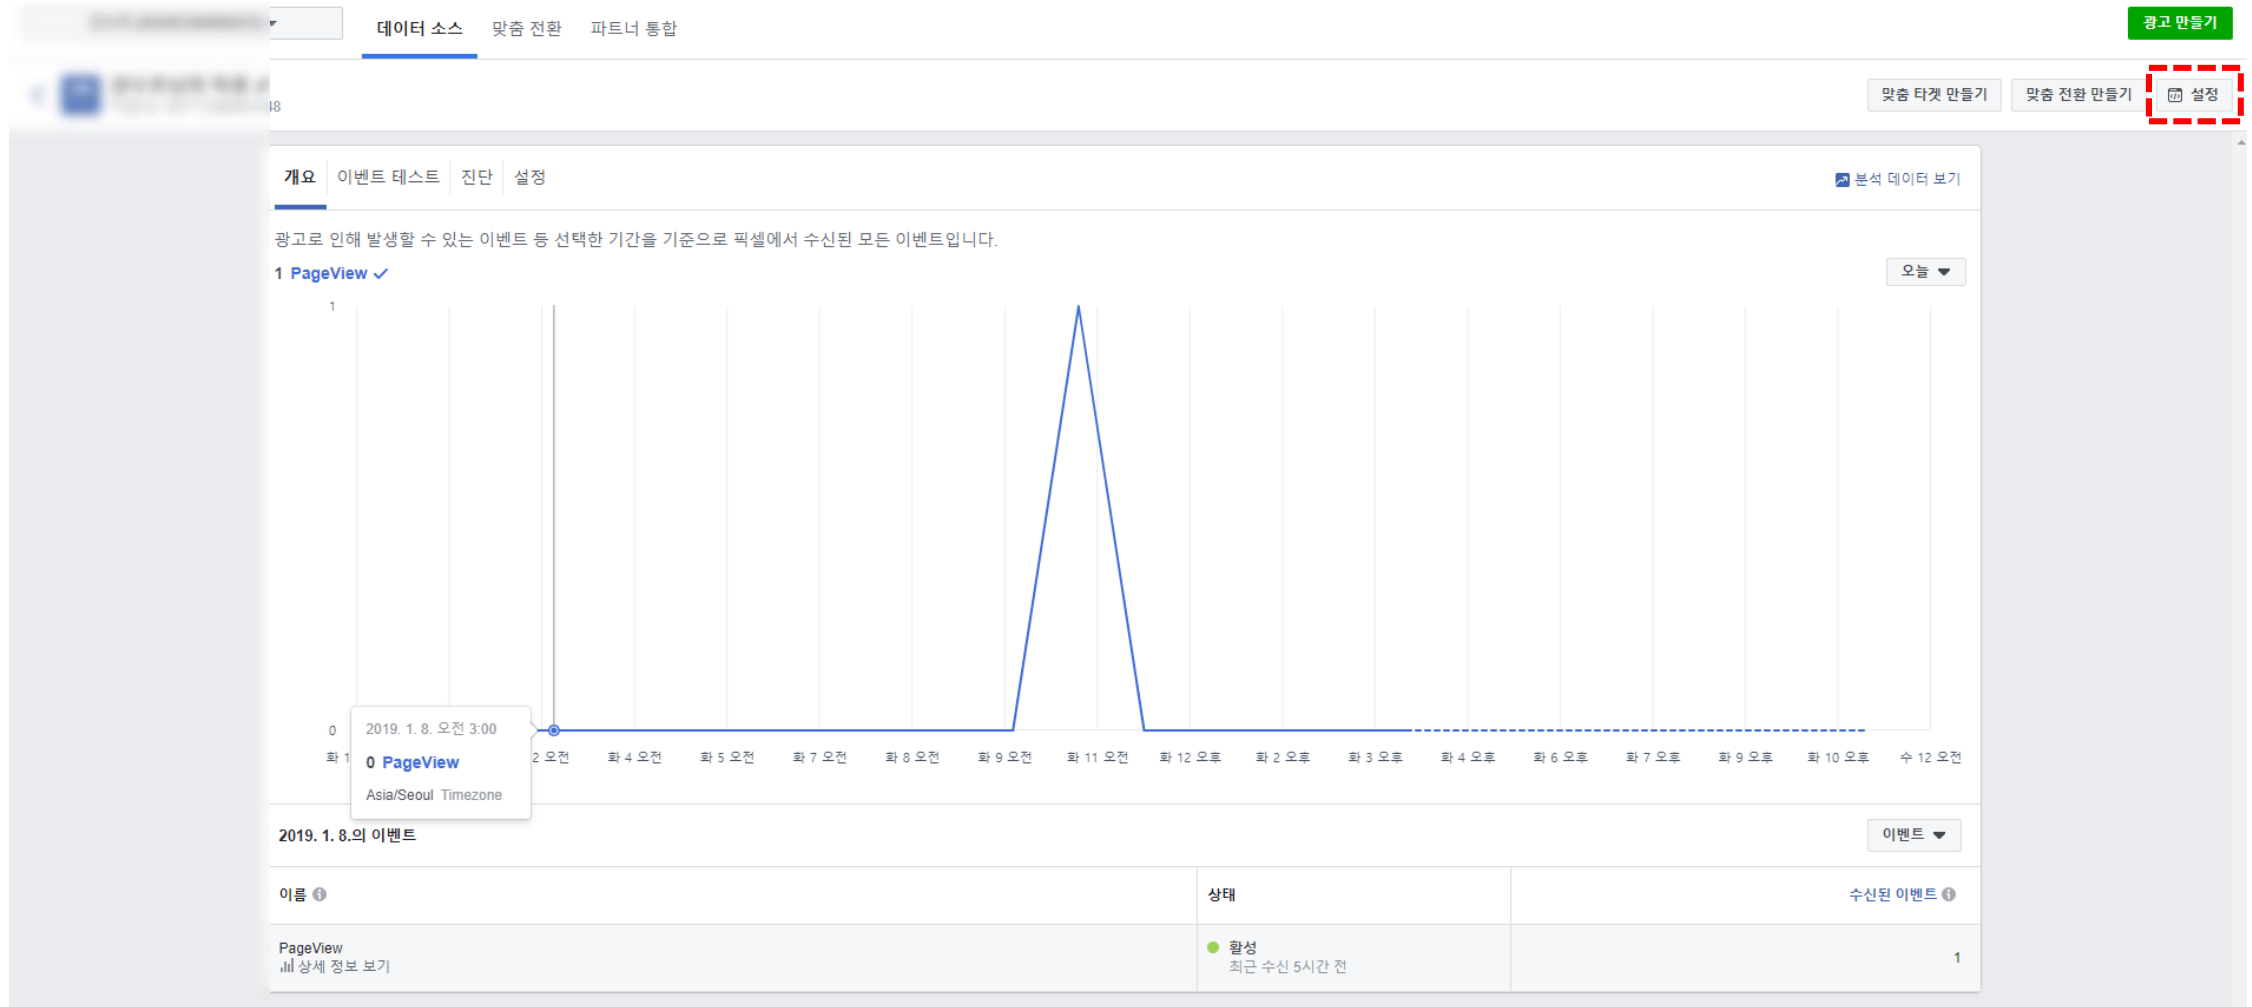 데이터 소스 맞춤 전환 파트너 통합 광고 만들기
48 맞춤 타겟 만들기 맞춤 전환 만들기 설정
개요 이벤트 테스트 진단 설정 분석 데이터 보기
광고로 인해 발생할 수 있는 이벤트 등 선택한 기간을 기준으로 픽셀에서 수신된 모든 이벤트입니다.
1 PageView 오늘
1
0
2019. 1. 8. 오전 3:00
0 PageView
Asia/Seoul Timezone
화 1 2 오전 화 4 오전 화 5 오전 화 7 오전 화 8 오전 화 9 오전 화 11 오전 화 12 오후 화 2 오후 화 3 오후 화 4 오후 화 6 오후 화 7 오후 화 9 오후 화 10 오후 수 12 오전
2019. 1. 8.의 이벤트 이벤트
이름 상태 수신된 이벤트
PageView 활성 1
상세 정보 보기 최근 수신 5시간 전